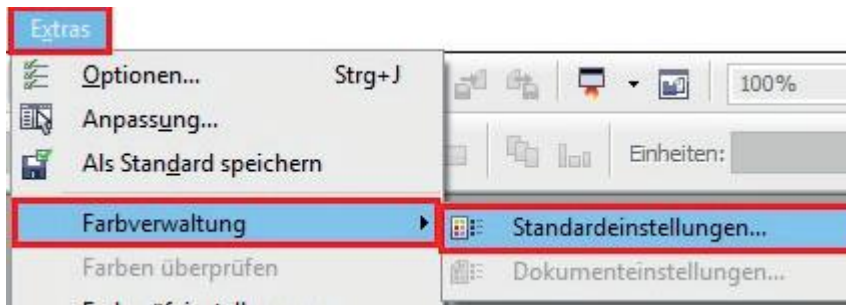 Extras
Optionen... Strg+J
Anpassung...
100%
Als Standard speichern
Einheiten:
Farbverwaltung
Standardeinstellungen...
Farben überprüfen
Dokumenteinstellungen...